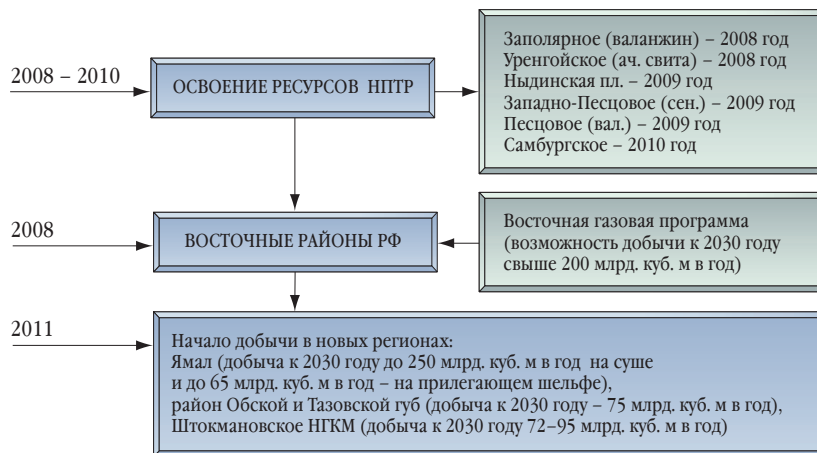 2008 – 2010
ОСВОЕНИЕ РЕСУРСОВ НПТР
Заполярное (валанжин) – 2008 год
Уренгойское (ач. свита) – 2008 год
Ныдинская пл. – 2009 год
Западно-Песцовое (сен.) – 2009 год
Песцовое (вал.) – 2009 год
Самбургское – 2010 год
2008
ВОСТОЧНЫЕ РАЙОНЫ РФ
Восточная газовая программа
(возможность добычи к 2030 году
свыше 200 млрд. куб. м в год)
2011
Начало добычи в новых регионах:
Ямал (добыча к 2030 году до 250 млрд. куб. м в год на суше
и до 65 млрд. куб. м в год – на прилегающем шельфе),
район Обской и Тазовской губ (добыча к 2030 году – 75 млрд. куб. м в год),
Штокмановское НГКМ (добыча к 2030 году 72–95 млрд. куб. м в год)